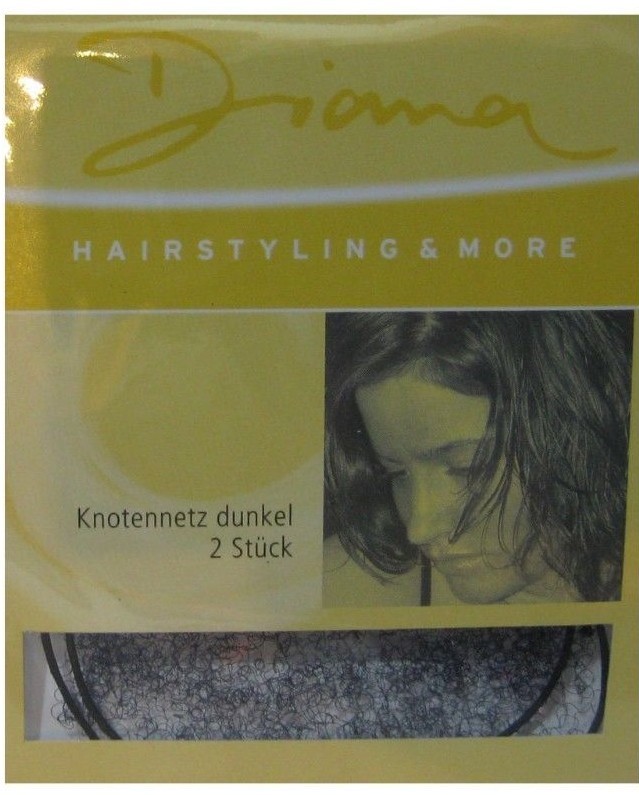 Diana
HAIRSTYLING & MORE
Knotennetz dunkel
2 Stück